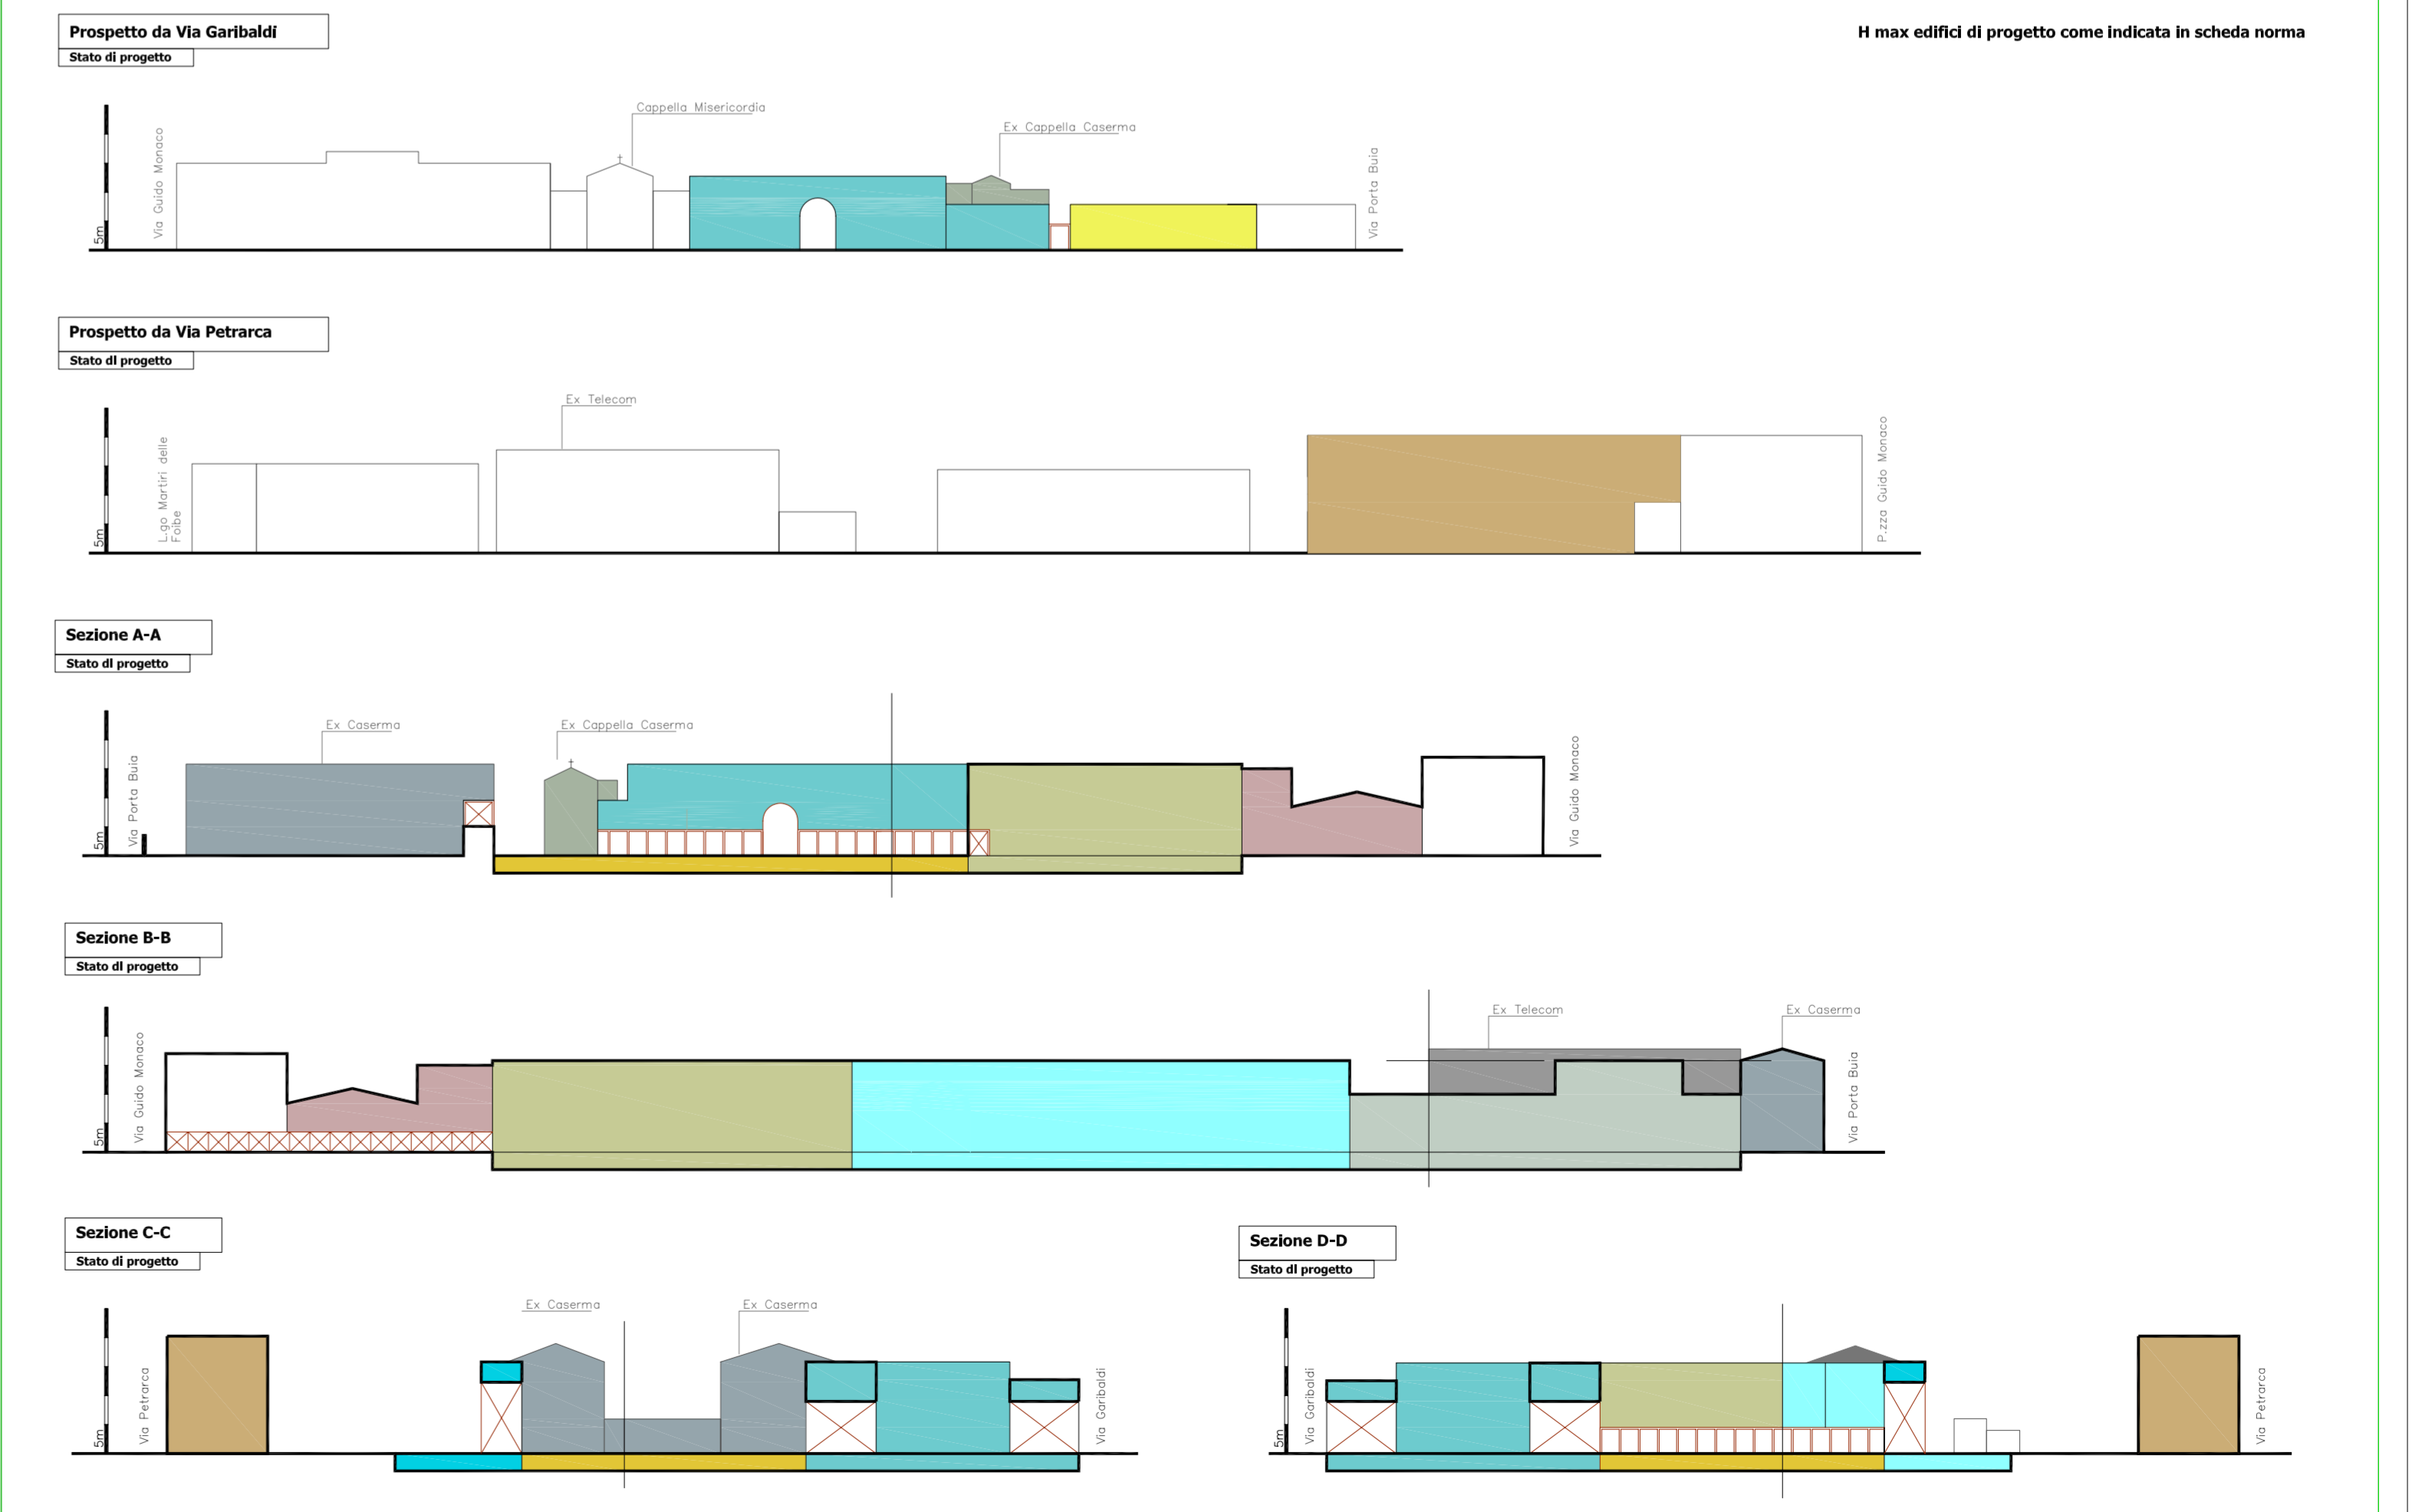 Prospetto da Via Garibaldi
Stato di progetto
H max edifici di progetto come indicata in scheda norma
Cappella Misericordia
Ex Cappella Caserma
Via Guido Monaco
Via Porta Buia
5m
Prospetto da Via Petrarca
Stato dI progetto
Ex Telecom
L.go Martiri delle
Foibe
P.zza Guido Monaco
5m
Sezione A-A
Stato dI progetto
Ex Caserma
Ex Cappella Caserma
Via Porta Buia
Via Guido Monaco
5m
Sezione B-B
Stato dI progetto
Ex Telecom
Ex Caserma
Via Guido Monaco
Via Porta Buia
5m
Sezione C-C
Stato di progetto
Ex Caserma
Ex Caserma
Via Petrarca
Via Garibaldi
5m
Sezione D-D
Stato dI progetto
Via Garibaldi
Via Petrarca
5m